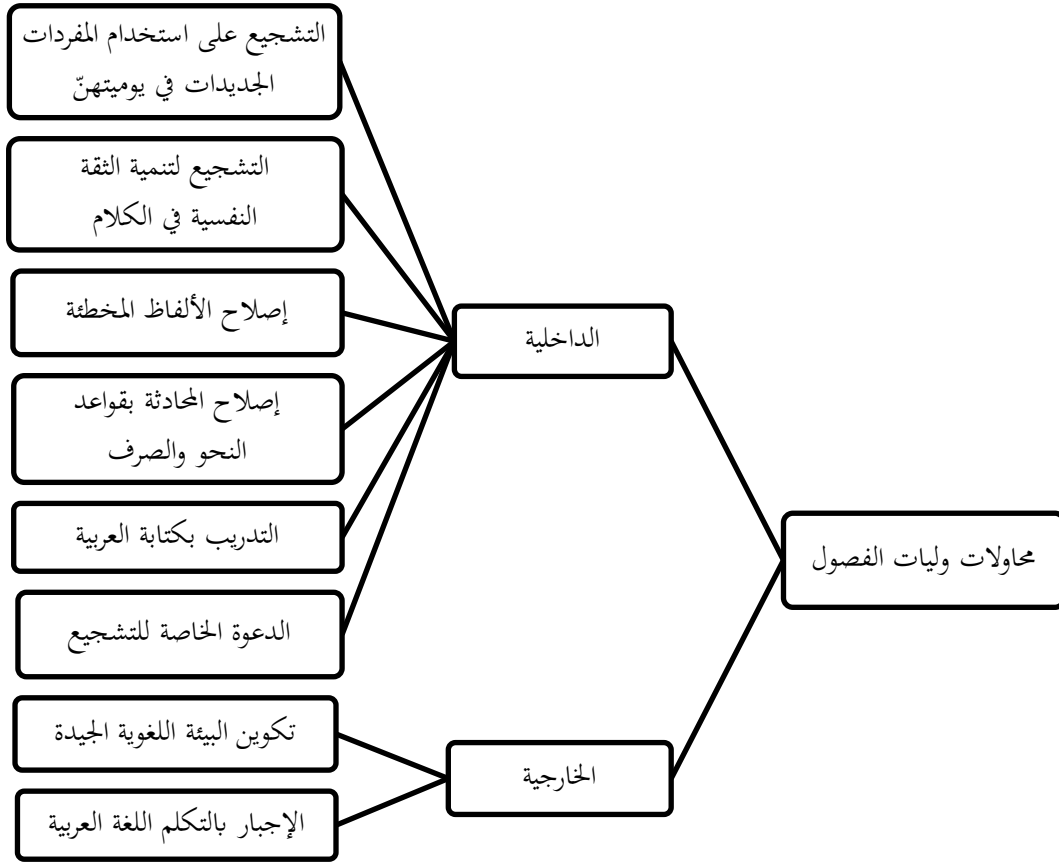 محاولات وليات الفصول
الداخلية
التشجيع على استخدام المفردات
الجديدات في يوميتهنّ
التشجيع لتنمية الثقة
النفسية في الكلام
إصلاح الألفاظ المخطئة
إصلاح المحادثة بقواعد
النحو والصرف
التدريب بكتابة العربية
الدعوة الخاصة للتشجيع
الخارجية
تكوين البيئة اللغوية الجيدة
الإجبار بالتكلم اللغة العربية